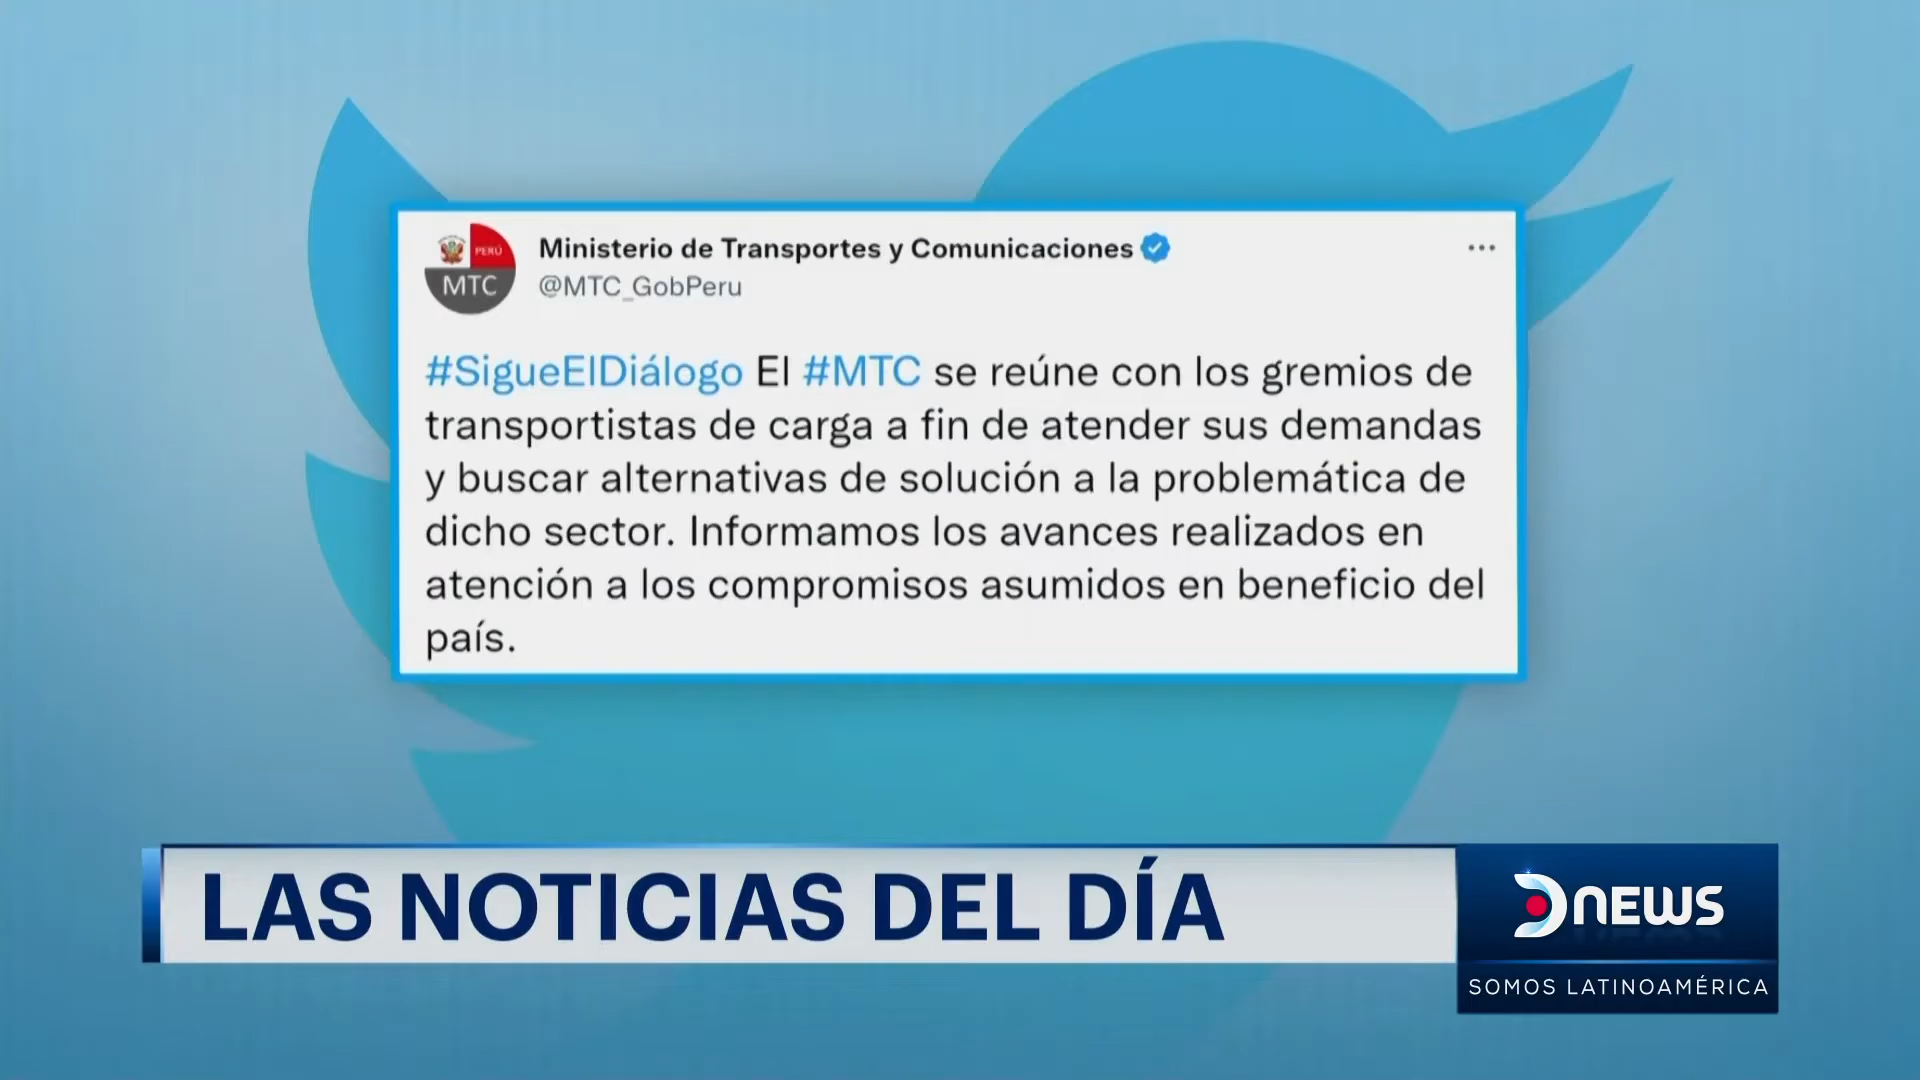 PERÚ
MTC
Ministerio de Transportes y Comunicaciones
@MTC_GobPeru
#SigueElDiálogo El #MTC se reúne con los gremios de
transportistas de carga a fin de atender sus demandas
y buscar alternativas de solución a la problemática de
dicho sector. Informamos los avances realizados en
atención a los compromisos asumidos en beneficio del
país.
LAS NOTICIAS DEL DÍA
DNEWS
SOMOS LATINOAMÉRICA